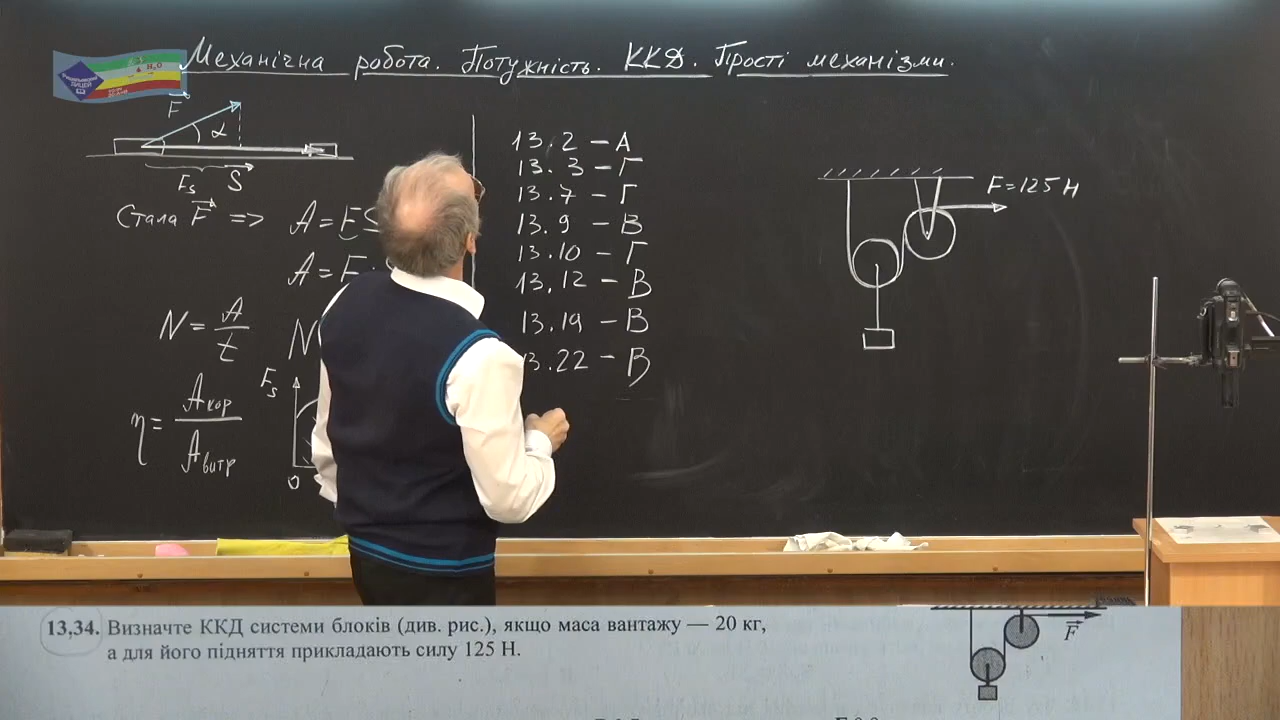 Механічна робота. Потужність. ККД. Прості механізми.
H₂O
F
α
Fs S
Стала F => A = FS
A = F
N = A/t N
Fs
η = Aкор/Aвитр
0
13.2 – А
13.3 – Г
13.7 – Г
13.9 – В
13.10 – Г
13.12 – В
13.19 – В
13.22 – В
F = 125 Н
13,34. Визначте ККД системи блоків (див. рис.), якщо маса вантажу — 20 кг,
а для його підняття прикладають силу 125 Н.
F